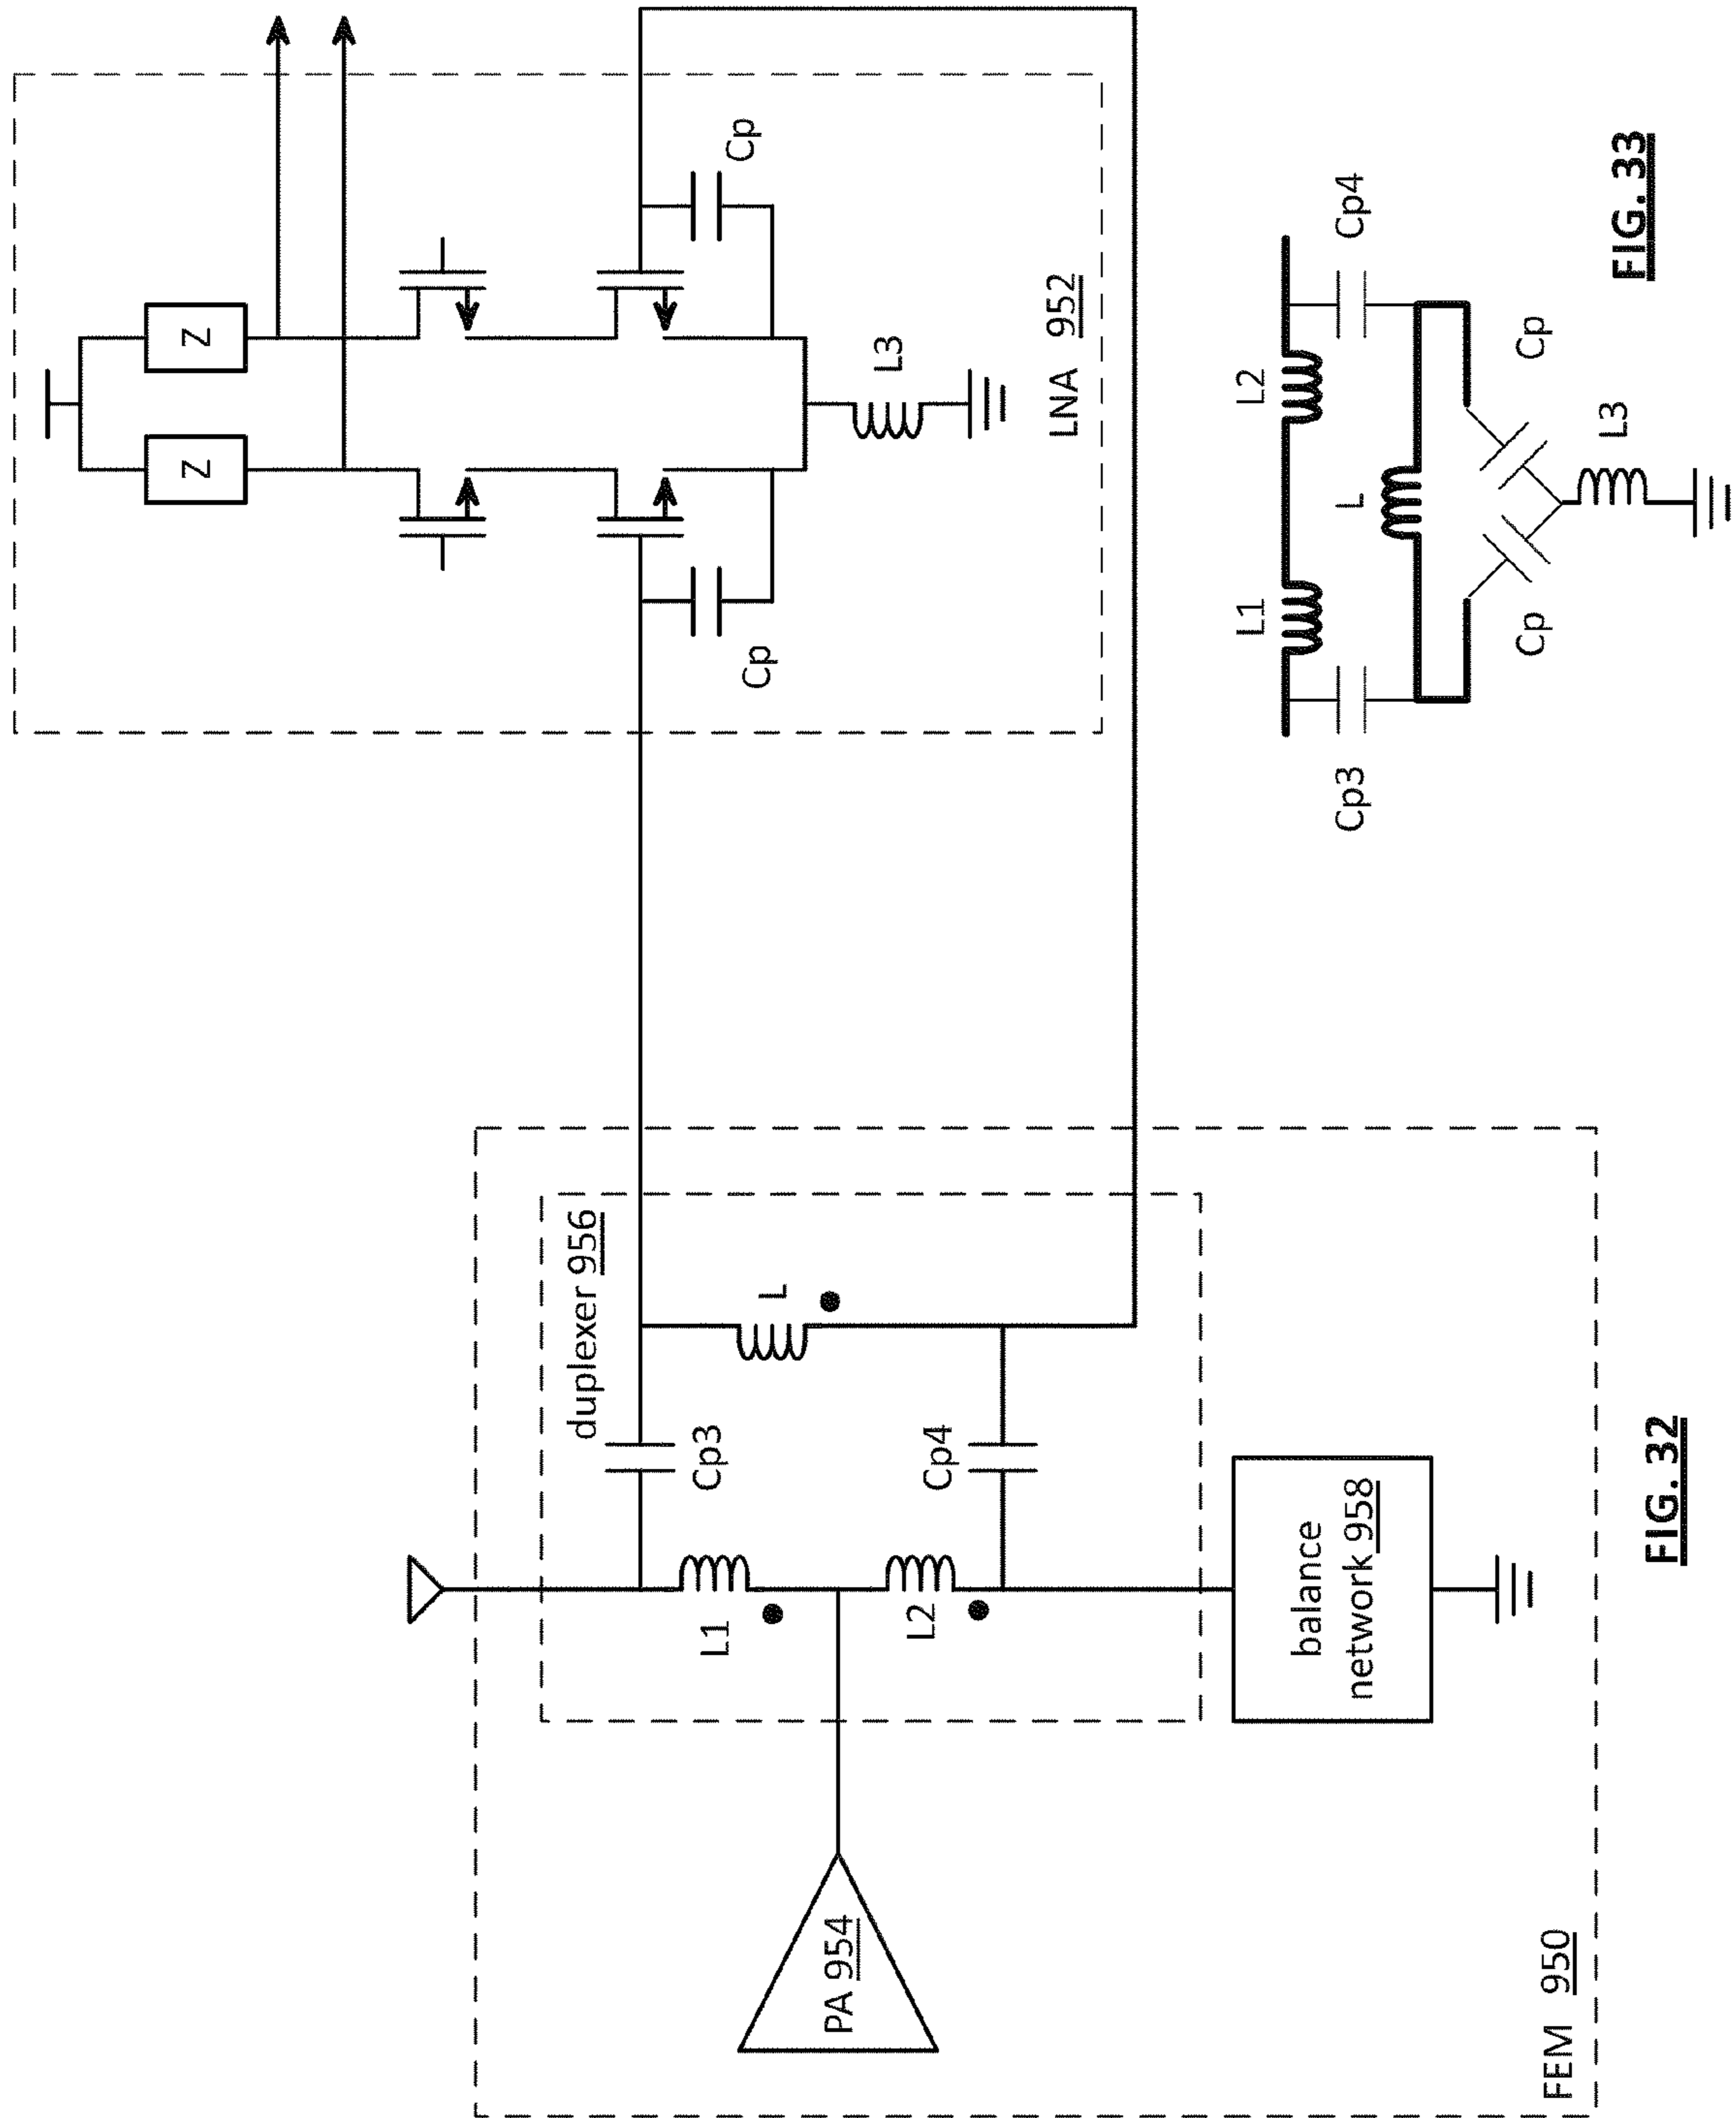 FEM 950
PA 954
duplexer 956
L1
L2
Cp3
Cp4
L
balance
network 958
LNA 952
Z
Z
Cp
Cp
L3
FIG. 32
L1
L2
Cp3
Cp4
L
Cp
Cp
L3
FIG. 33